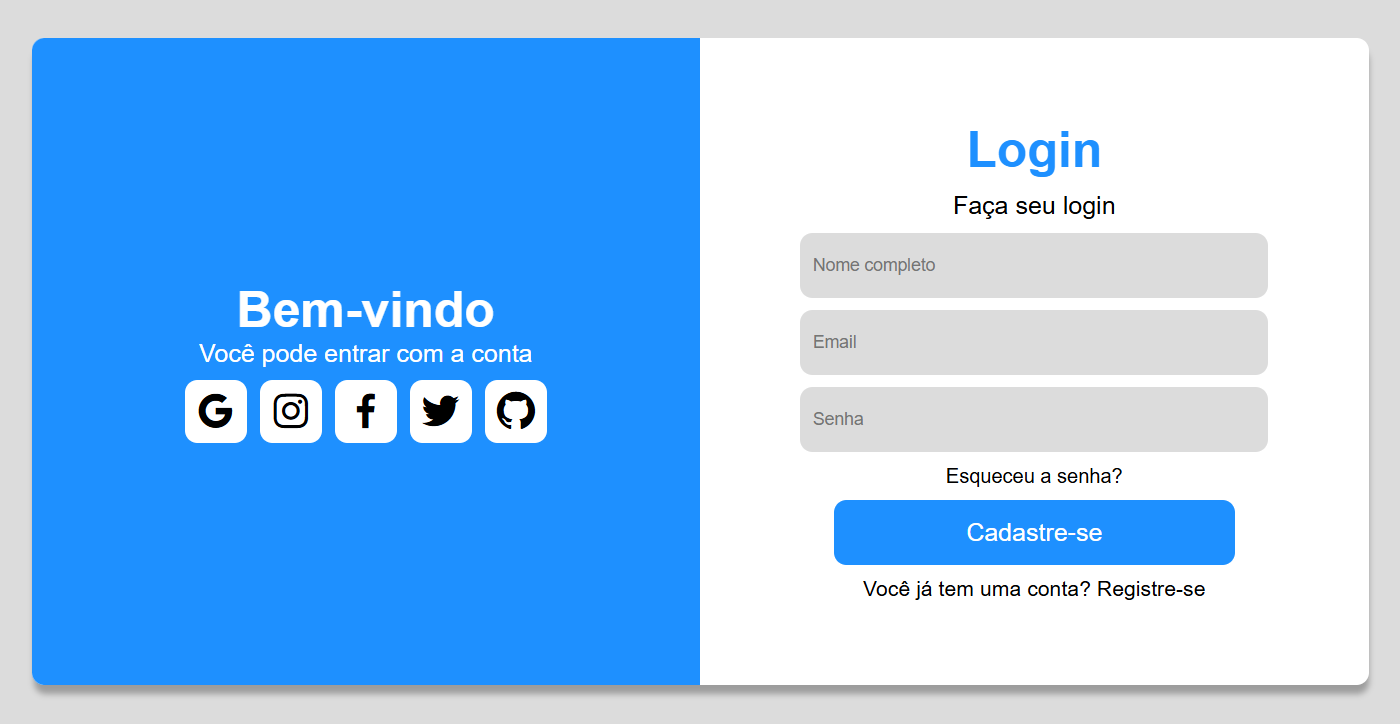 Bem-vindo
Você pode entrar com a conta
Login
Faça seu login
Nome completo
Email
Senha
Esqueceu a senha?
Cadastre-se
Você já tem uma conta? Registre-se